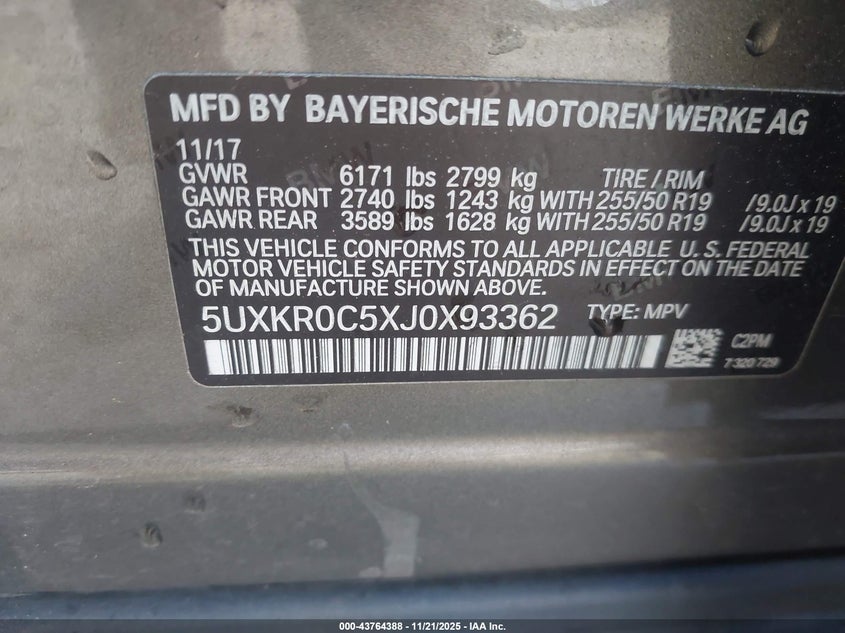 MFD BY BAYERISCHE MOTOREN WERKE AG
11/17
GVWR 6171 lbs 2799 kg TIRE / RIM
GAWR FRONT 2740 lbs 1243 kg WITH 255/50 R19 /9.0J x 19
GAWR REAR 3589 lbs 1628 kg WITH 255/50 R19 /9.0J x 19
THIS VEHICLE CONFORMS TO ALL APPLICABLE U. S. FEDERAL
MOTOR VEHICLE SAFETY STANDARDS IN EFFECT ON THE DATE
OF MANUFACTURE SHOWN ABOVE.
5UXKR0C5XJ0X93362 TYPE: MPV
C2PM
7 320 729
000-43764388 - 11/21/2025 - IAA Inc.